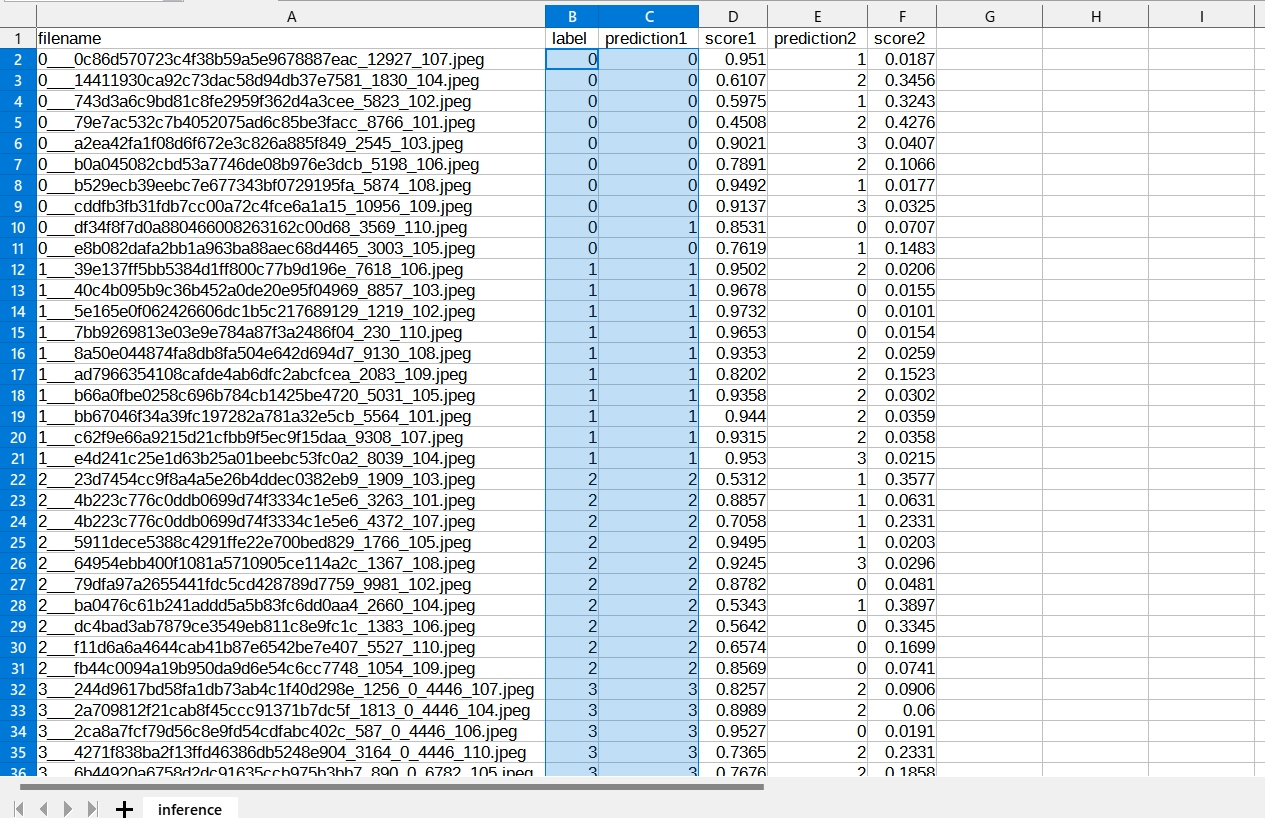 A B C D E F G H I
1 filename label prediction1 score1 prediction2 score2
2 0___0c86d570723c4f38b59a5e9678887eac_12927_107.jpeg 0 0 0.951 1 0.0187
3 0___14411930ca92c73dac58d94db37e7581_1830_104.jpeg 0 0 0.6107 2 0.3456
4 0___743d3a6c9bd81c8fe2959f362d4a3cee_5823_102.jpeg 0 0 0.5975 1 0.3243
5 0___79e7ac532c7b4052075ad6c85be3facc_8766_101.jpeg 0 0 0.4508 2 0.4276
6 0___a2ea42fa1f08d6f672e3c826a885f849_2545_103.jpeg 0 0 0.9021 3 0.0407
7 0___b0a045082cbd53a7746de08b976e3dcb_5198_106.jpeg 0 0 0.7891 2 0.1066
8 0___b529ecb39eebc7e677343bf0729195fa_5874_108.jpeg 0 0 0.9492 1 0.0177
9 0___cddfb3fb31fdb7cc00a72c4fce6a1a15_10956_109.jpeg 0 0 0.9137 3 0.0325
10 0___df34f8f7d0a880466008263162c00d68_3569_110.jpeg 0 1 0.8531 0 0.0707
11 0___e8b082dafa2bb1a963ba88aec68d4465_3003_105.jpeg 0 0 0.7619 1 0.1483
12 1___39e137ff5bb5384d1ff800c77b9d196e_7618_106.jpeg 1 1 0.9502 2 0.0206
13 1___40c4b095b9c36b452a0de20e95f04969_8857_103.jpeg 1 1 0.9678 0 0.0155
14 1___5e165e0f062426606dc1b5c217689129_1219_102.jpeg 1 1 0.9732 0 0.0101
15 1___7bb9269813e03e9e784a87f3a2486f04_230_110.jpeg 1 1 0.9653 0 0.0154
16 1___8a50e044874fa8db8fa504e642d694d7_9130_108.jpeg 1 1 0.9353 2 0.0259
17 1___ad7966354108cafde4ab6dfc2abcfcea_2083_109.jpeg 1 1 0.8202 2 0.1523
18 1___b66a0fbe0258c696b784cb1425be4720_5031_105.jpeg 1 1 0.9358 2 0.0302
19 1___bb67046f34a39fc197282a781a32e5cb_5564_101.jpeg 1 1 0.944 2 0.0359
20 1___c62f9e66a9215d21cfbb9f5ec9f15daa_9308_107.jpeg 1 1 0.9315 2 0.0358
21 1___e4d241c25e1d63b25a01beebc53fc0a2_8039_104.jpeg 1 1 0.953 3 0.0215
22 2___23d7454cc9f8a4a5e26b4ddec0382eb9_1909_103.jpeg 2 2 0.5312 1 0.3577
23 2___4b223c776c0ddb0699d74f3334c1e5e6_3263_101.jpeg 2 2 0.8857 1 0.0631
24 2___4b223c776c0ddb0699d74f3334c1e5e6_4372_107.jpeg 2 2 0.7058 1 0.2331
25 2___5911dece5388c4291ffe22e700bed829_1766_105.jpeg 2 2 0.9495 1 0.0203
26 2___64954ebb400f1081a5710905ce114a2c_1367_108.jpeg 2 2 0.9245 3 0.0296
27 2___79dfa97a2655441fdc5cd428789d7759_9981_102.jpeg 2 2 0.8782 0 0.0481
28 2___ba0476c61b241addd5a5b83fc6dd0aa4_2660_104.jpeg 2 2 0.5343 1 0.3897
29 2___dc4bad3ab7879ce3549eb811c8e9fc1c_1383_106.jpeg 2 2 0.5642 0 0.3345
30 2___f11d6a6a4644cab41b87e6542be7e407_5527_110.jpeg 2 2 0.6574 0 0.1699
31 2___fb44c0094a19b950da9d6e54c6cc7748_1054_109.jpeg 2 2 0.8569 0 0.0741
32 3___244d9617bd58fa1db73ab4c1f40d298e_1256_0_4446_107.jpeg 3 3 0.8257 2 0.0906
33 3___2a709812f21cab8f45ccc91371b7dc5f_1813_0_4446_104.jpeg 3 3 0.8989 2 0.06
34 3___2ca8a7fcf79d56c8e9fd54cdfabc402c_587_0_4446_106.jpeg 3 3 0.9527 0 0.0191
35 3___4271f838ba2f13ffd46386db5248e904_3164_0_4446_110.jpeg 3 3 0.7365 2 0.2331
36 3___6b44920a6758d2dc91635ccb975b3bb7_890_0_6782_105.jpeg 3 3 0.7676 2 0.1858
inference